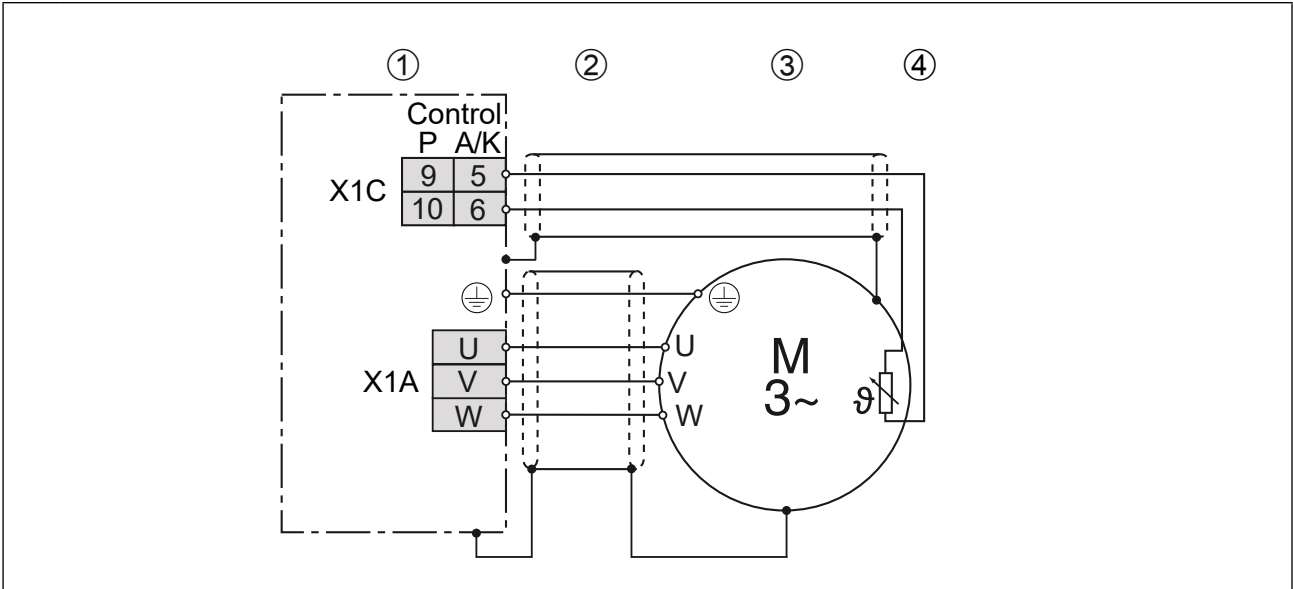 ① ② ③ ④
Control
P A/K
X1C 9 5
10 6
U U
X1A V V
W W
M
3~
ϑ